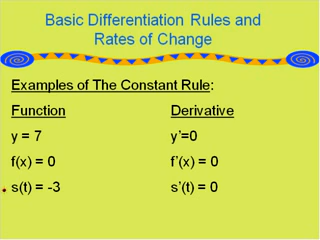 Basic Differentiation Rules and
Rates of Change
Examples of The Constant Rule:
Function Derivative
y = 7 y’=0
f(x) = 0 f’(x) = 0
s(t) = -3 s’(t) = 0